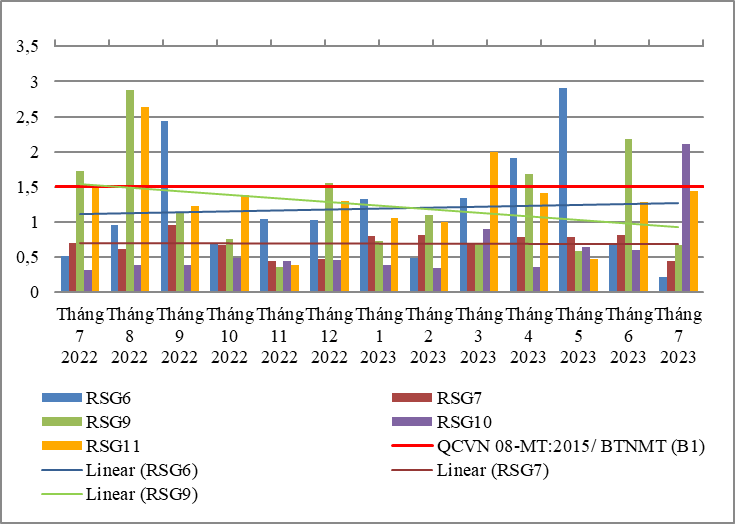 3,5
3
2,5
2
1,5
1
0,5
0
Tháng Tháng Tháng Tháng Tháng Tháng Tháng Tháng Tháng Tháng Tháng Tháng Tháng
7 8 9 10 11 12 1 2 3 4 5 6 7
2022 2022 2022 2022 2022 2022 2023 2023 2023 2023 2023 2023 2023
RSG6 RSG7
RSG9 RSG10
RSG11 QCVN 08-MT:2015/ BTNMT (B1)
Linear (RSG6) Linear (RSG7)
Linear (RSG9)